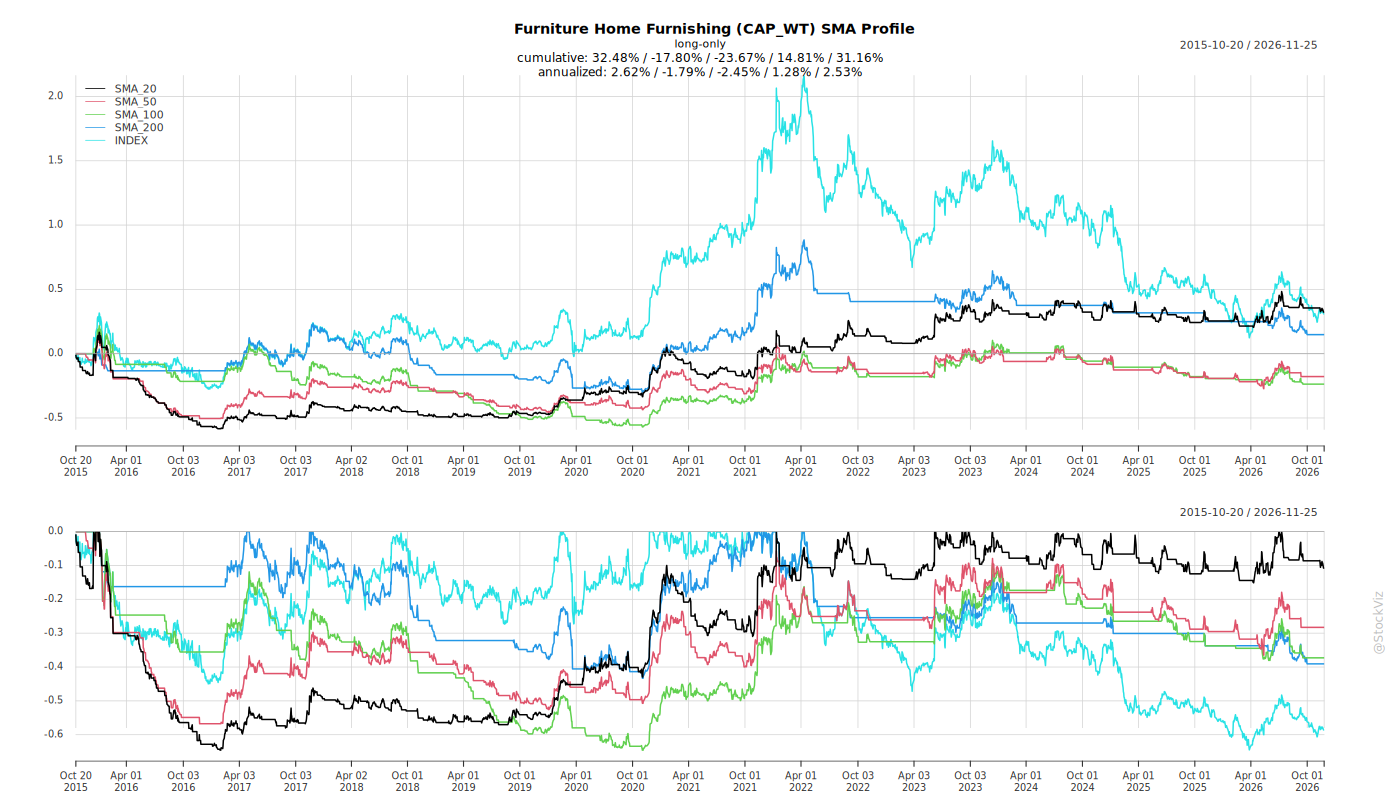 Furniture Home Furnishing (CAP_WT) SMA Profile
long-only
cumulative: 32.48% / -17.80% / -23.67% / 14.81% / 31.16%
annualized: 2.62% / -1.79% / -2.45% / 1.28% / 2.53%
2015-10-20 / 2026-11-25
SMA_20
SMA_50
SMA_100
SMA_200
INDEX
2.0
1.5
1.0
0.5
0.0
-0.5
Oct 20 Apr 01 Oct 03 Apr 03 Oct 03 Apr 02 Oct 01 Apr 01 Oct 01 Apr 01 Oct 01 Apr 01 Oct 01 Apr 01 Oct 03 Apr 03 Oct 03 Apr 01 Oct 01 Apr 01 Oct 01 Apr 01 Oct 01
2015 2016 2016 2017 2017 2018 2018 2019 2019 2020 2020 2021 2021 2022 2022 2023 2023 2024 2024 2025 2025 2026 2026
2015-10-20 / 2026-11-25
0.0
-0.1
-0.2
-0.3
-0.4
-0.5
-0.6
Oct 20 Apr 01 Oct 03 Apr 03 Oct 03 Apr 02 Oct 01 Apr 01 Oct 01 Apr 01 Oct 01 Apr 01 Oct 01 Apr 01 Oct 03 Apr 03 Oct 03 Apr 01 Oct 01 Apr 01 Oct 01 Apr 01 Oct 01
2015 2016 2016 2017 2017 2018 2018 2019 2019 2020 2020 2021 2021 2022 2022 2023 2023 2024 2024 2025 2025 2026 2026
@StockViz